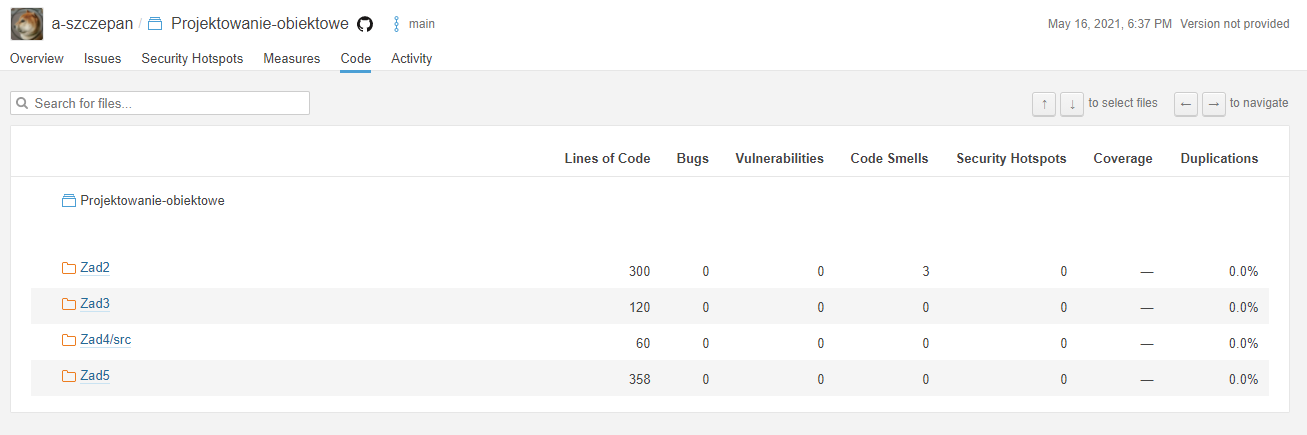 a-szczepan / Projektowanie-obiektowe main May 16, 2021, 6:37 PM Version not provided
Overview Issues Security Hotspots Measures Code Activity
Search for files... ↑ ↓ to select files ← → to navigate
Lines of Code Bugs Vulnerabilities Code Smells Security Hotspots Coverage Duplications
Projektowanie-obiektowe
Zad2 300 0 0 3 0 — 0.0%
Zad3 120 0 0 0 0 — 0.0%
Zad4/src 60 0 0 0 0 — 0.0%
Zad5 358 0 0 0 0 — 0.0%